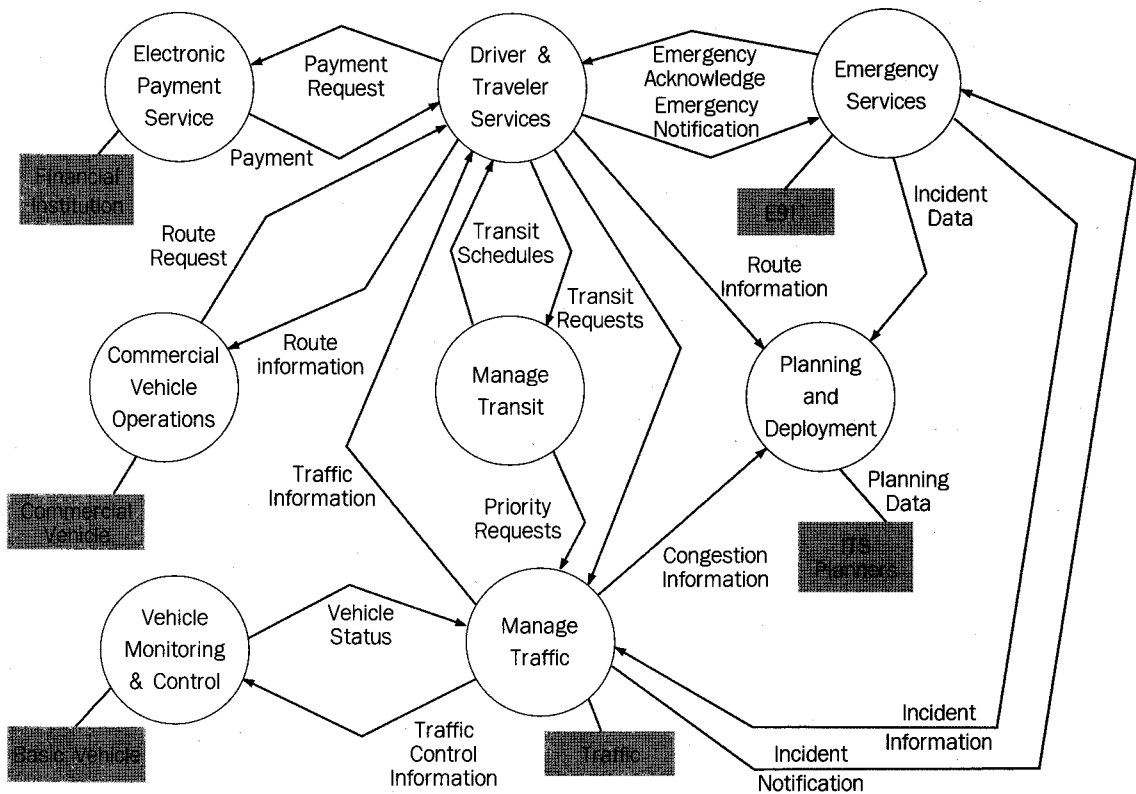 Electronic
Payment
Service
Payment
Request
Driver &
Traveler
Services
Emergency
Acknowledge
Emergency
Notification
Emergency
Services
Payment
Financial
Institution
E911
Incident
Data
Route
Request
Transit
Schedules
Route
Information
Transit
Requests
Commercial
Vehicle
Operations
Route
information
Manage
Transit
Planning
and
Deployment
Traffic
Information
Priority
Requests
Planning
Data
Commercial
Vehicle
Congestion
Information
ITS
Planners
Vehicle
Monitoring
& Control
Vehicle
Status
Manage
Traffic
Basic Vehicle
Traffic
Control
Information
Traffic
Incident
Information
Incident
Notification